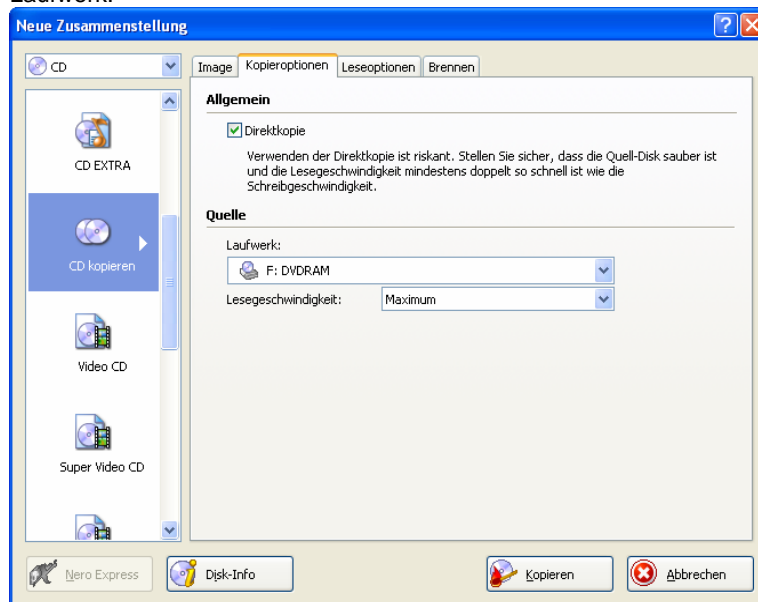 Laufwerk.
Neue Zusammenstellung
CD
Image Kopieroptionen Leseoptionen Brennen
Allgemein
Direktkopie
Verwenden der Direktkopie ist riskant. Stellen Sie sicher, dass die Quell-Disk sauber ist
und die Lesegeschwindigkeit mindestens doppelt so schnell ist wie die
Schreibgeschwindigkeit.
Quelle
Laufwerk:
F: DVDRAM
Lesegeschwindigkeit: Maximum
CD EXTRA
CD kopieren
Video CD
Super Video CD
Nero Express
Disk-Info
Kopieren
Abbrechen